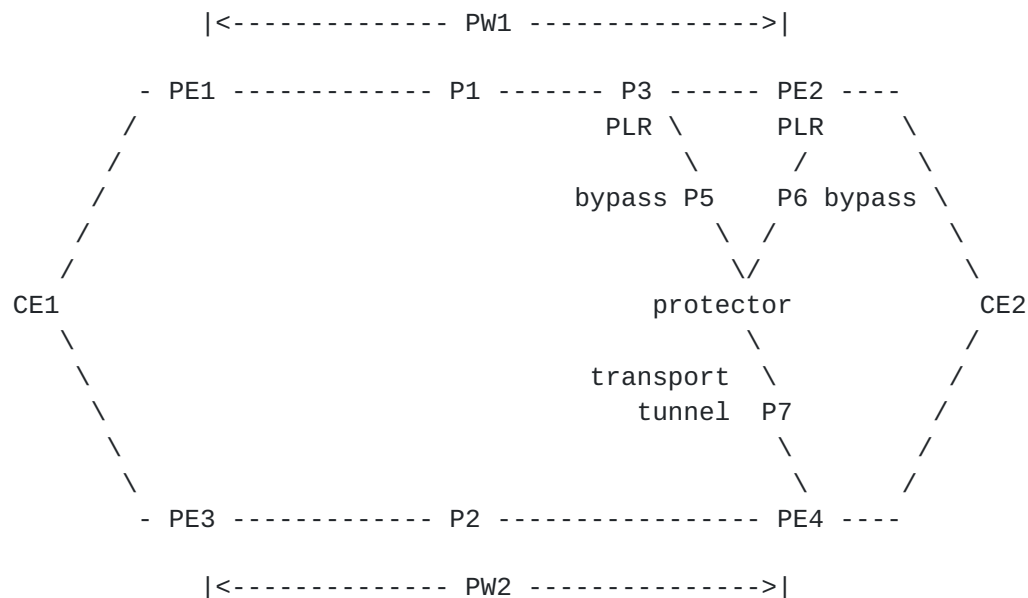 |<-------------- PW1 --------------->|
- PE1 ------------- P1 ------- P3 ------ PE2 ----
PLR \ PLR \
bypass P5 P6 bypass
CE1 protector CE2
transport
tunnel P7
- PE3 ------------- P2 ----------------- PE4 ----
|<-------------- PW2 --------------->|